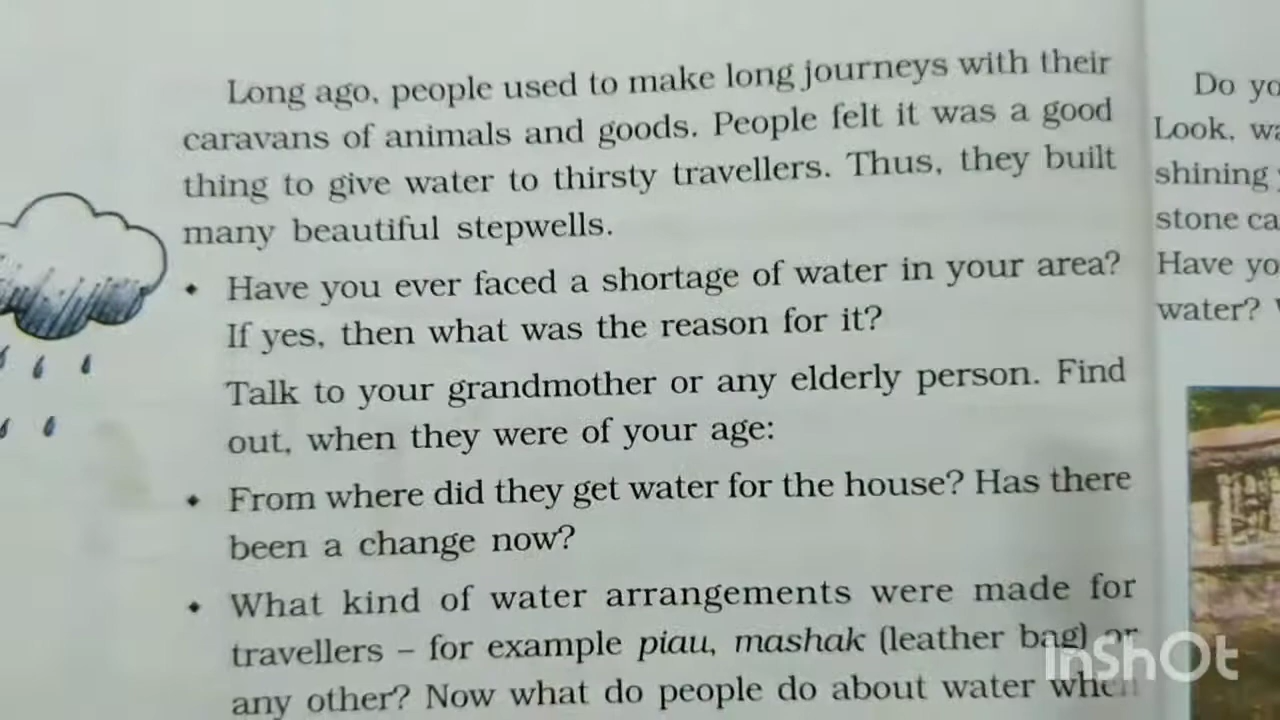 Long ago, people used to make long journeys with their
caravans of animals and goods. People felt it was a good
thing to give water to thirsty travellers. Thus, they built
many beautiful stepwells.
• Have you ever faced a shortage of water in your area?
If yes, then what was the reason for it?
Talk to your grandmother or any elderly person. Find
out, when they were of your age:
• From where did they get water for the house? Has there
been a change now?
• What kind of water arrangements were made for
travellers – for example piau, mashak (leather bag) or
any other? Now what do people do about water when
Do
Look,
shining
stone
Have
water?
InShOt